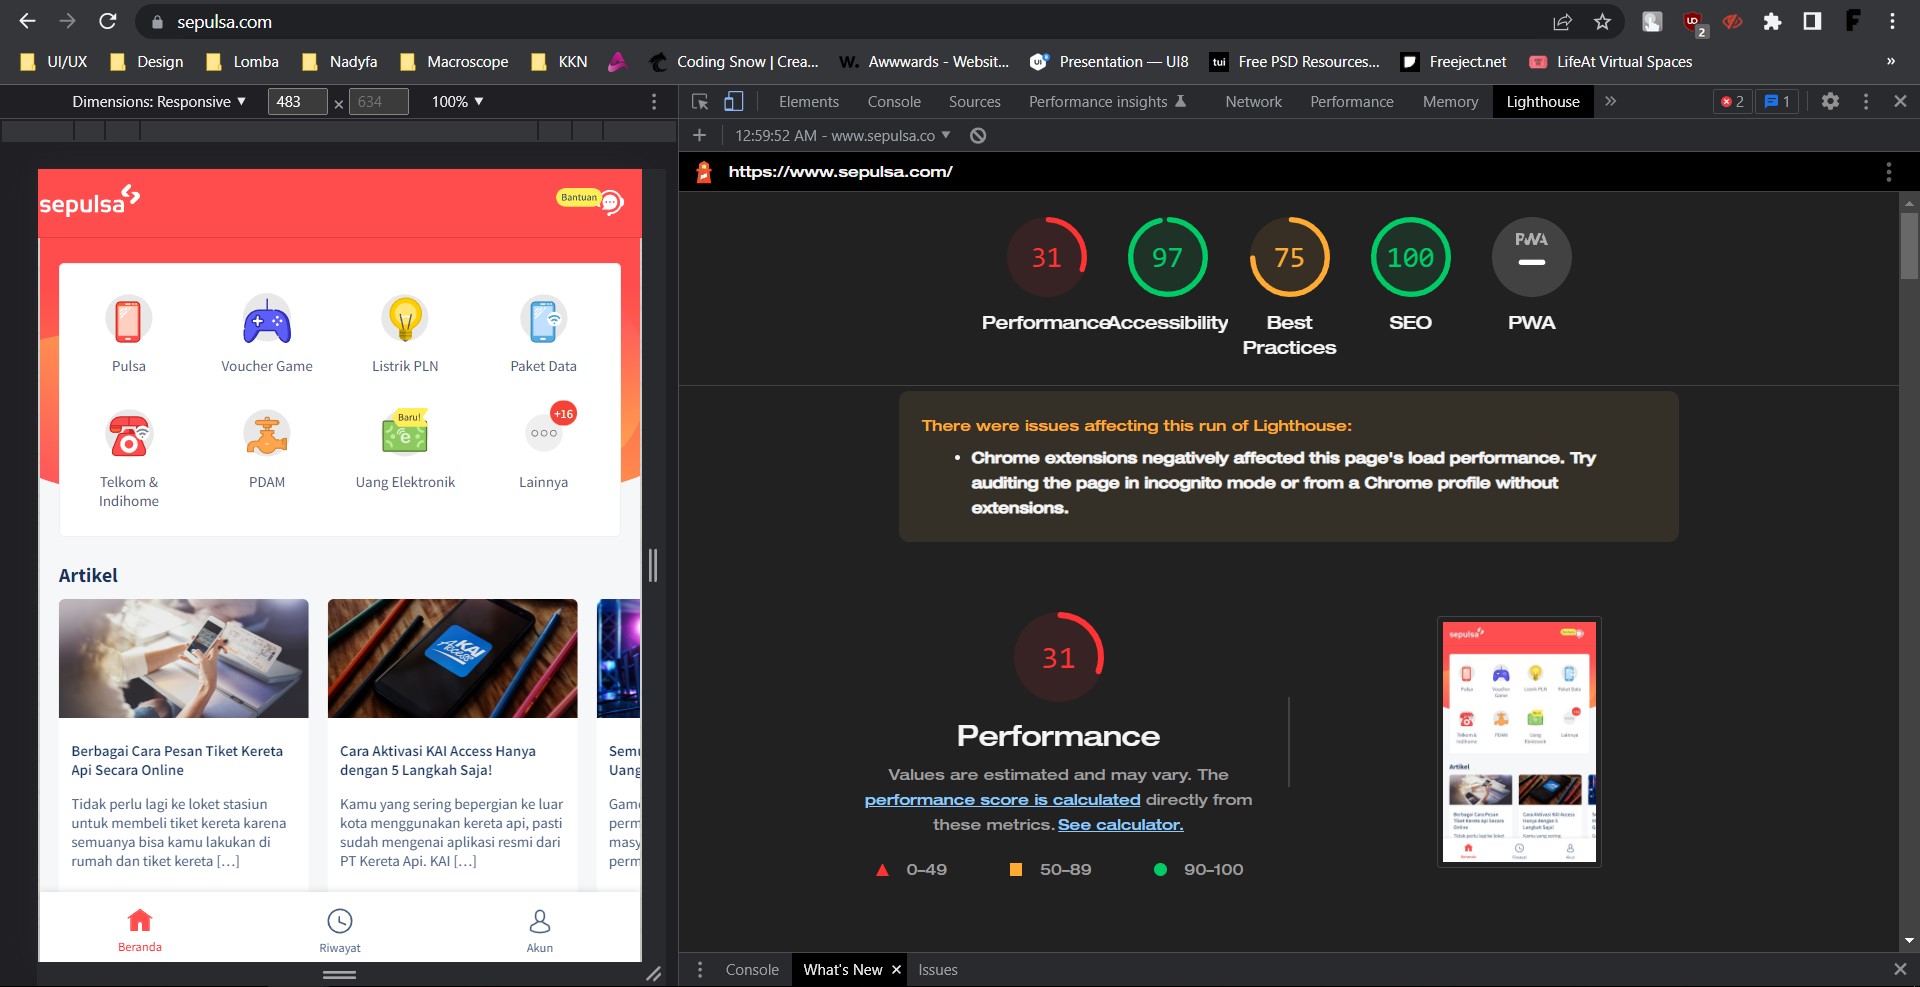 sepulsa.com
2
UI/UX
Design
Lomba
Nadyfa
Macroscope
KKN
Coding Snow | Crea...
W. Awwwards - Websit...
Presentation — UI8
tui Free PSD Resources...
Freeject.net
LifeAt Virtual Spaces
»
Dimensions: Responsive
483 × 634
100%
Elements
Console
Sources
Performance insights
Network
Performance
Memory
Lighthouse
2
1
12:59:52 AM - www.sepulsa.co
https://www.sepulsa.com/
sepulsa
Bantuan
Pulsa
Voucher Game
Listrik PLN
Paket Data
Baru!
+16
Telkom &
Indihome
PDAM
Uang Elektronik
Lainnya
Artikel
KAI
Access
Berbagai Cara Pesan Tiket Kereta
Api Secara Online
Tidak perlu lagi ke loket stasiun
untuk membeli tiket kereta karena
semuanya bisa kamu lakukan di
rumah dan tiket kereta […]
Cara Aktivasi KAI Access Hanya
dengan 5 Langkah Saja!
Kamu yang sering bepergian ke luar
kota menggunakan kereta api, pasti
sudah mengenai aplikasi resmi dari
PT Kereta Api. KAI […]
Semu
Uang
Game
perm
masy
perm
Beranda
Riwayat
Akun
31
97
75
100
PWA
Performance
Accessibility
Best
Practices
SEO
PWA
There were issues affecting this run of Lighthouse:
• Chrome extensions negatively affected this page's load performance. Try
auditing the page in incognito mode or from a Chrome profile without
extensions.
31
Performance
Values are estimated and may vary. The
performance score is calculated directly from
these metrics. See calculator.
0–49
50–89
90–100
Console
What's New
Issues